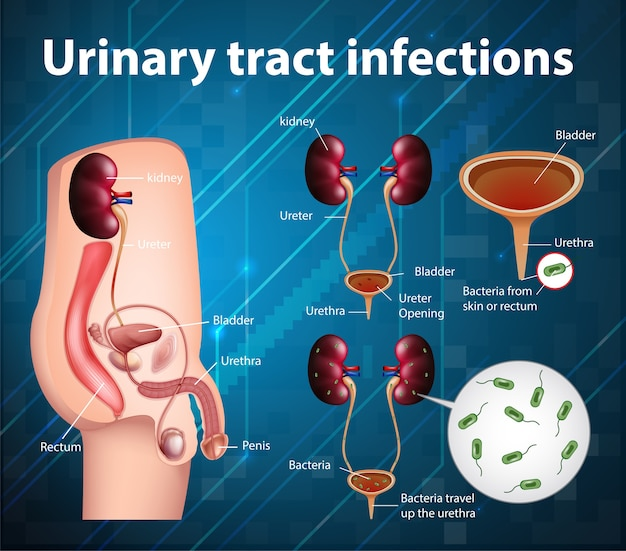 Urinary tract infections
kidney
Ureter
Bladder
Urethra
Rectum
Penis
kidney
Ureter
Bladder
Urethra
Ureter
Opening
Bladder
Urethra
Bacteria from
skin or rectum
Bacteria
Bacteria travel
up the urethra